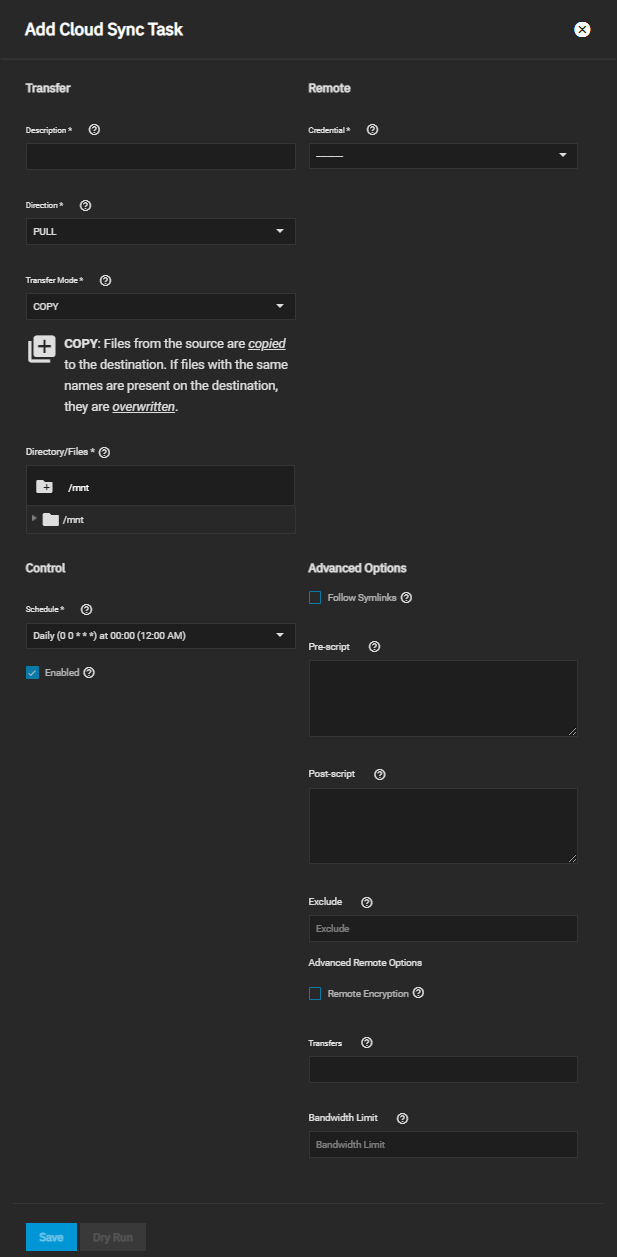 Add Cloud Sync Task
Transfer
Description *
Direction *
PULL
Transfer Mode *
COPY
COPY: Files from the source are copied
to the destination. If files with the same
names are present on the destination,
they are overwritten.
Directory/Files *
/mnt
/mnt
Remote
Credential *
---------
Control
Schedule *
Daily (0 0 * * *) at 00:00 (12:00 AM)
Enabled
Advanced Options
Follow Symlinks
Pre-script
Post-script
Exclude
Exclude
Advanced Remote Options
Remote Encryption
Transfers
Bandwidth Limit
Bandwidth Limit
Save
Dry Run